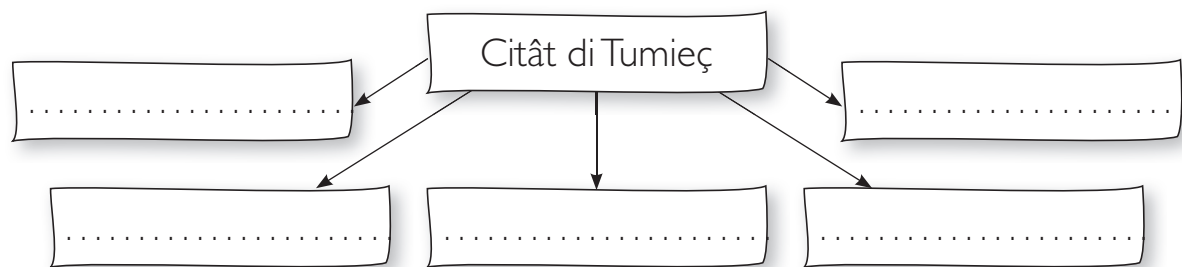 Citât di Tumieç
. . . . . . . . . . . . . . . . . . . . . .
. . . . . . . . . . . . . . . . . . . . . .
. . . . . . . . . . . . . . . . . . . . . .
. . . . . . . . . . . . . . . . . . . . . .
. . . . . . . . . . . . . . . . . . . . . .